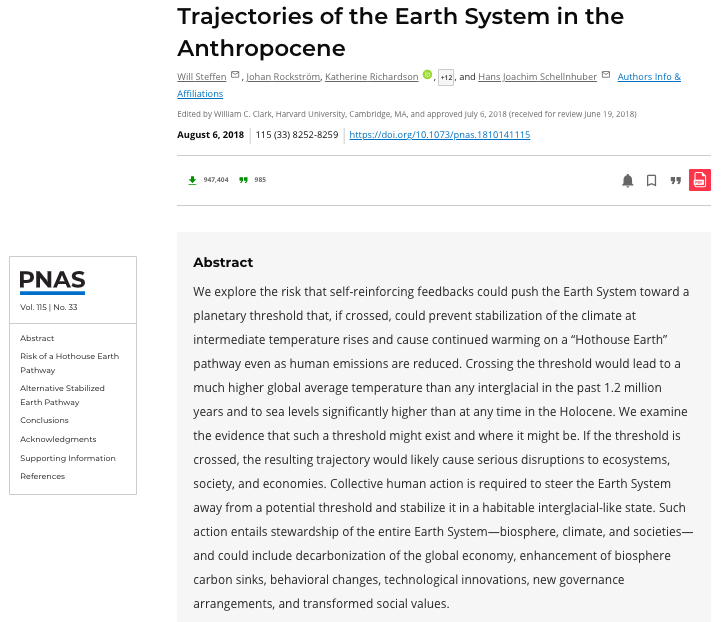 Trajectories of the Earth System in the
Anthropocene
Will Steffen, Johan Rockström, Katherine Richardson, +12, and Hans Joachim Schellnhuber Authors Info &
Affiliations
Edited by William C. Clark, Harvard University, Cambridge, MA, and approved July 6, 2018 (received for review June 19, 2018)
August 6, 2018 | 115 (33) 8252-8259 | https://doi.org/10.1073/pnas.1810141115
947,404 985
PDF
PNAS
Vol. 115 | No. 33
Abstract
Risk of a Hothouse Earth
Pathway
Alternative Stabilized
Earth Pathway
Conclusions
Acknowledgments
Supporting Information
References
Abstract
We explore the risk that self-reinforcing feedbacks could push the Earth System toward a
planetary threshold that, if crossed, could prevent stabilization of the climate at
intermediate temperature rises and cause continued warming on a “Hothouse Earth”
pathway even as human emissions are reduced. Crossing the threshold would lead to a
much higher global average temperature than any interglacial in the past 1.2 million
years and to sea levels significantly higher than at any time in the Holocene. We examine
the evidence that such a threshold might exist and where it might be. If the threshold is
crossed, the resulting trajectory would likely cause serious disruptions to ecosystems,
society, and economies. Collective human action is required to steer the Earth System
away from a potential threshold and stabilize it in a habitable interglacial-like state. Such
action entails stewardship of the entire Earth System—biosphere, climate, and societies—
and could include decarbonization of the global economy, enhancement of biosphere
carbon sinks, behavioral changes, technological innovations, new governance
arrangements, and transformed social values.